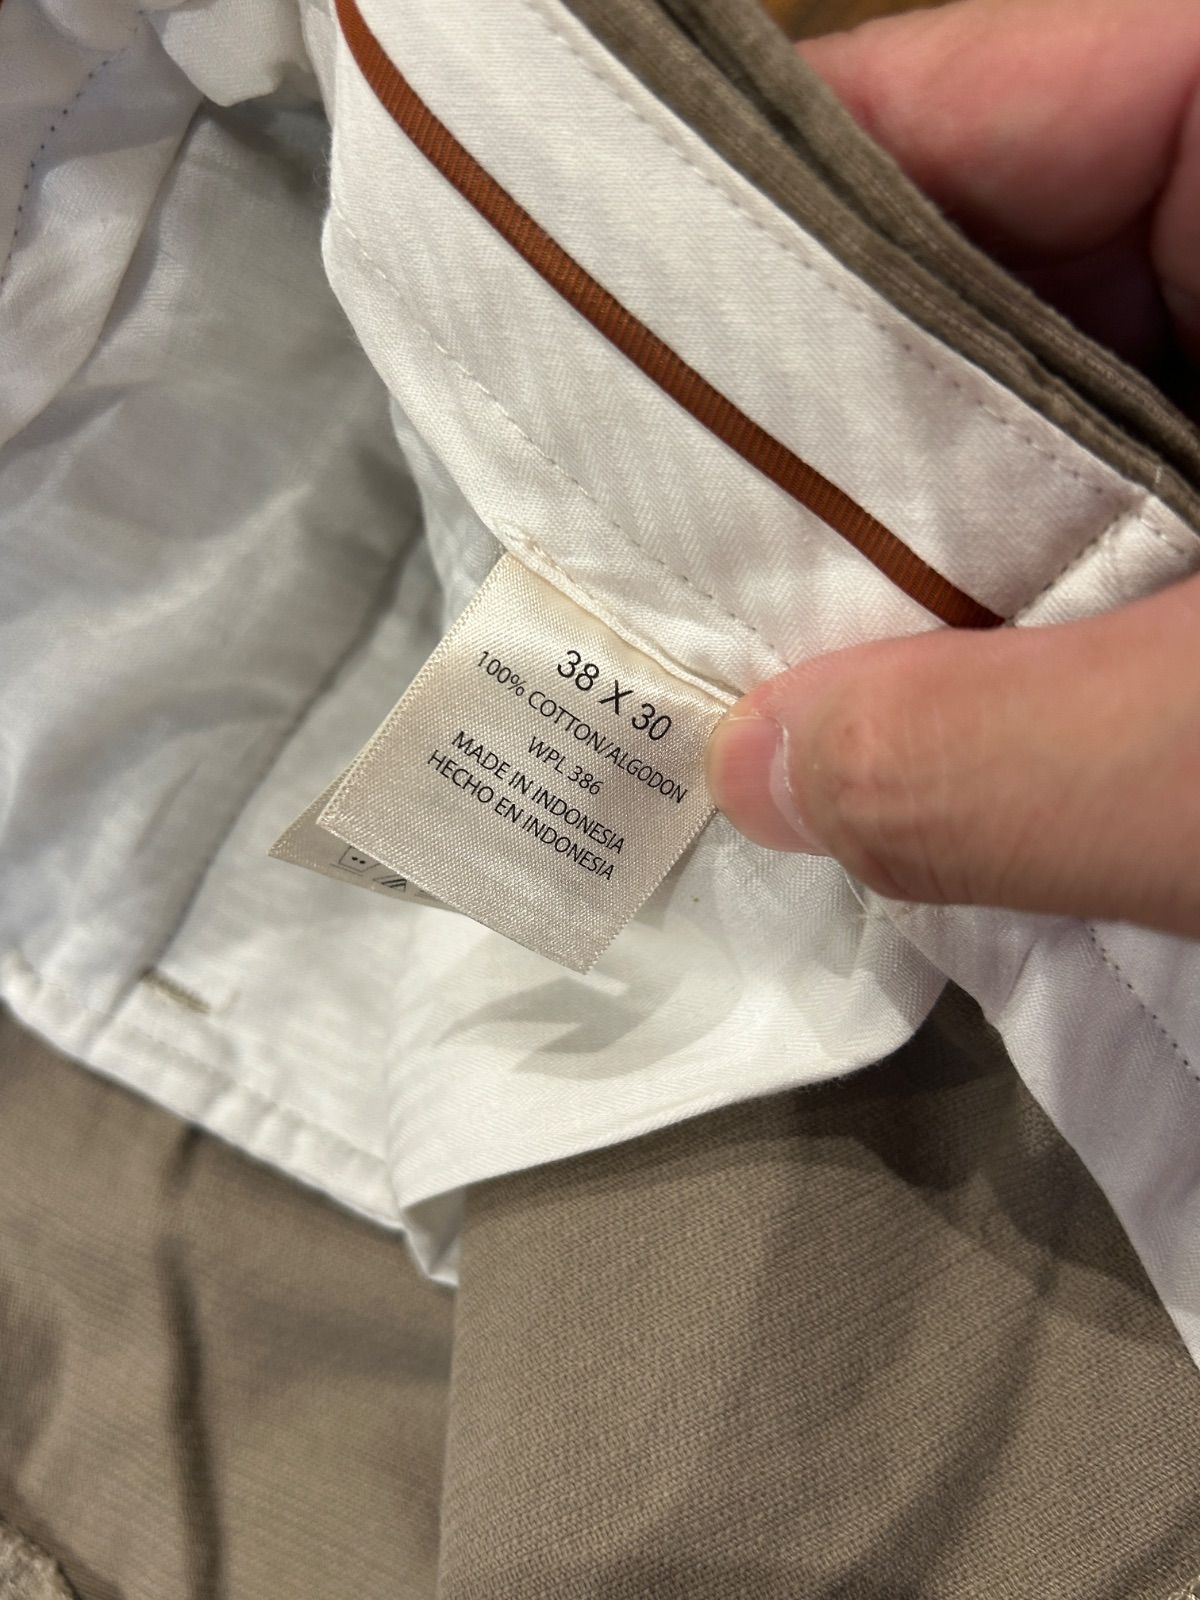 38 X 30
100% COTTON/ALGODON
WPL 386
MADE IN INDONESIA
HECHO EN INDONESIA